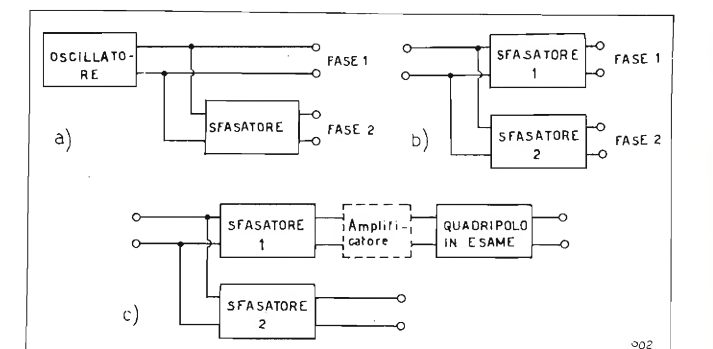 OSCILLATO-
RE
FASE 1
SFASATORE
FASE 2
a)
SFASATORE
1
FASE 1
SFASATORE
2
FASE 2
b)
SFASATORE
1
Amplifi-
catore
QUADRIPOLO
IN ESAME
SFASATORE
2
c)
902